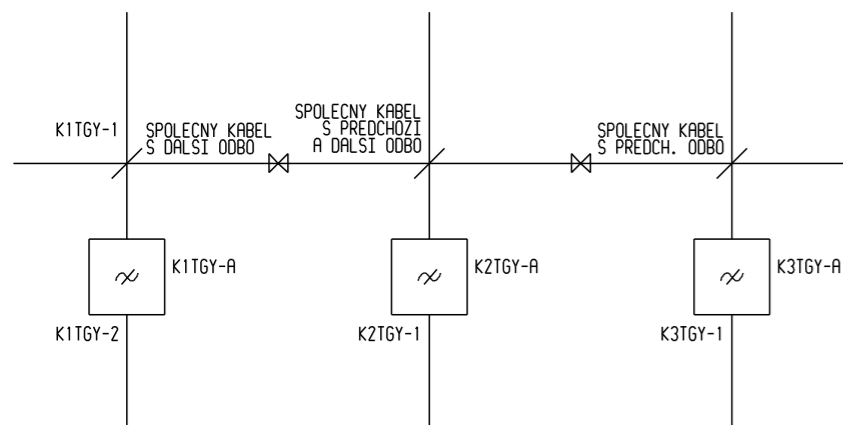 K1TGY-1
SPOLECNY KABEL
S DALSI ODBO
SPOLECNY KABEL
S PREDCHOZI
A DALSI ODBO
SPOLECNY KABEL
S PREDCH. ODBO
K1TGY-A
K2TGY-A
K3TGY-A
K1TGY-2
K2TGY-1
K3TGY-1